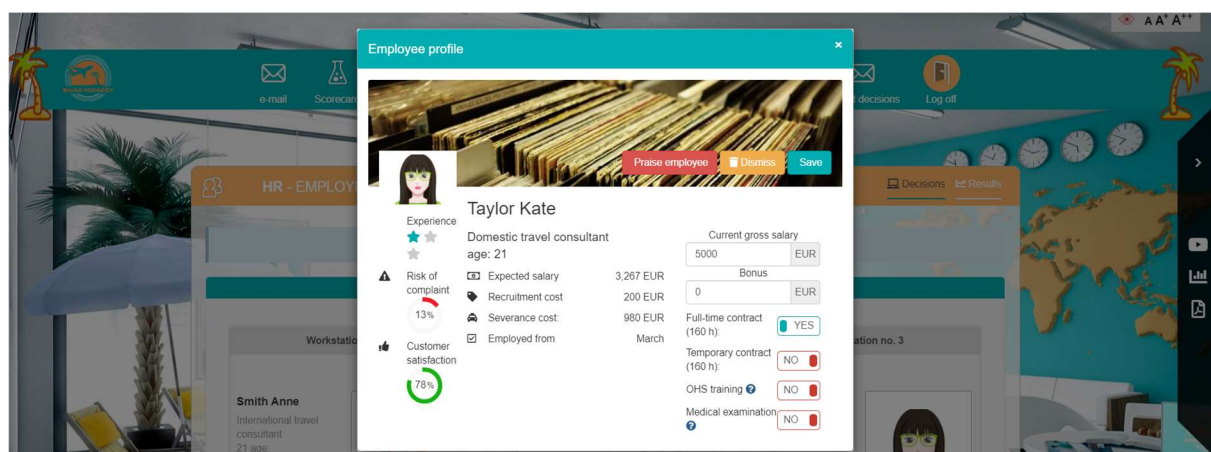 A A⁺ A⁺⁺
Employee profile ×
e-mail
Scorecard
decisions
Log off
HR - EMPLOY
Decisions
Results
Praise employee
Dismiss
Save
Taylor Kate
Experience
Domestic travel consultant
age: 21
Risk of
complaint
13%
Customer
satisfaction
78%
Expected salary 3,267 EUR
Recruitment cost 200 EUR
Severance cost: 980 EUR
Employed from March
Current gross salary
5000 EUR
Bonus
0 EUR
Full-time contract
(160 h): YES
Temporary contract
(160 h): NO
OHS training NO
Medical examination NO
Workstatio
ation no. 3
Smith Anne
International travel
consultant
21 age: